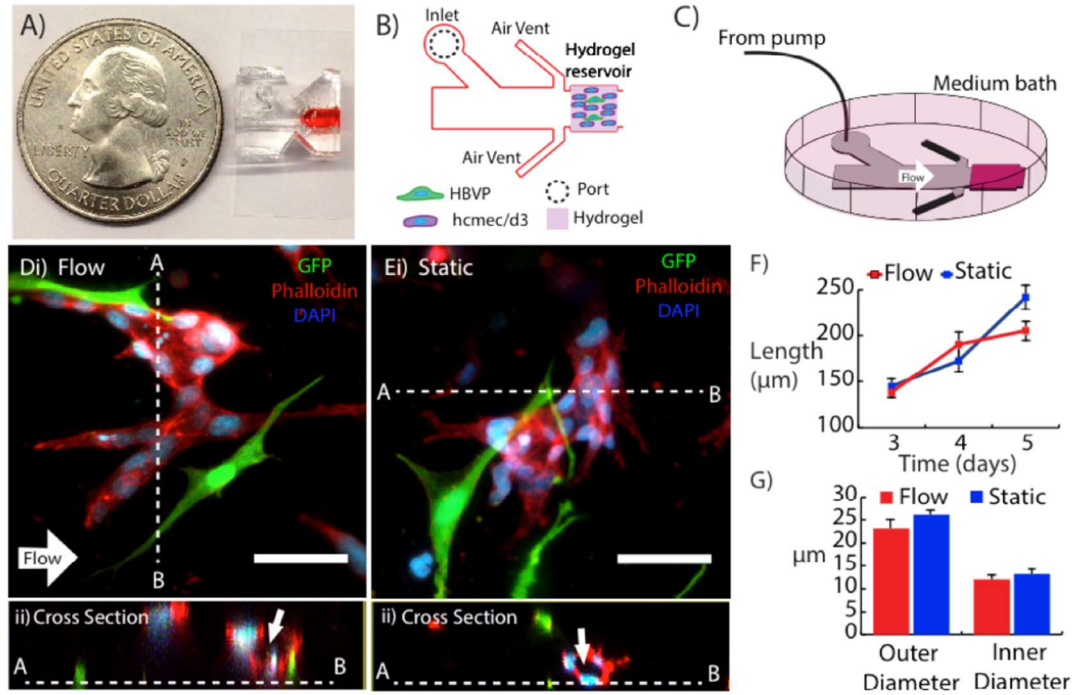 A)
UNITED STATES OF AMERICA
LIBERTY
IN
GOD WE
TRUST
P
QUARTER DOLLAR
B)
Inlet
Air Vent
Hydrogel
reservoir
Air Vent
HBVP
Port
hcmec/d3
Hydrogel
C)
From pump
Medium bath
Flow
Di) Flow
A
GFP
Phalloidin
DAPI
Flow
B
ii) Cross Section
A
B
Ei) Static
GFP
Phalloidin
DAPI
A
B
ii) Cross Section
A
B
F)
Flow
Static
250
200
150
100
Length
(μm)
3
4
5
Time (days)
G)
Flow
Static
30
25
20
15
10
5
0
μm
Outer
Diameter
Inner
Diameter